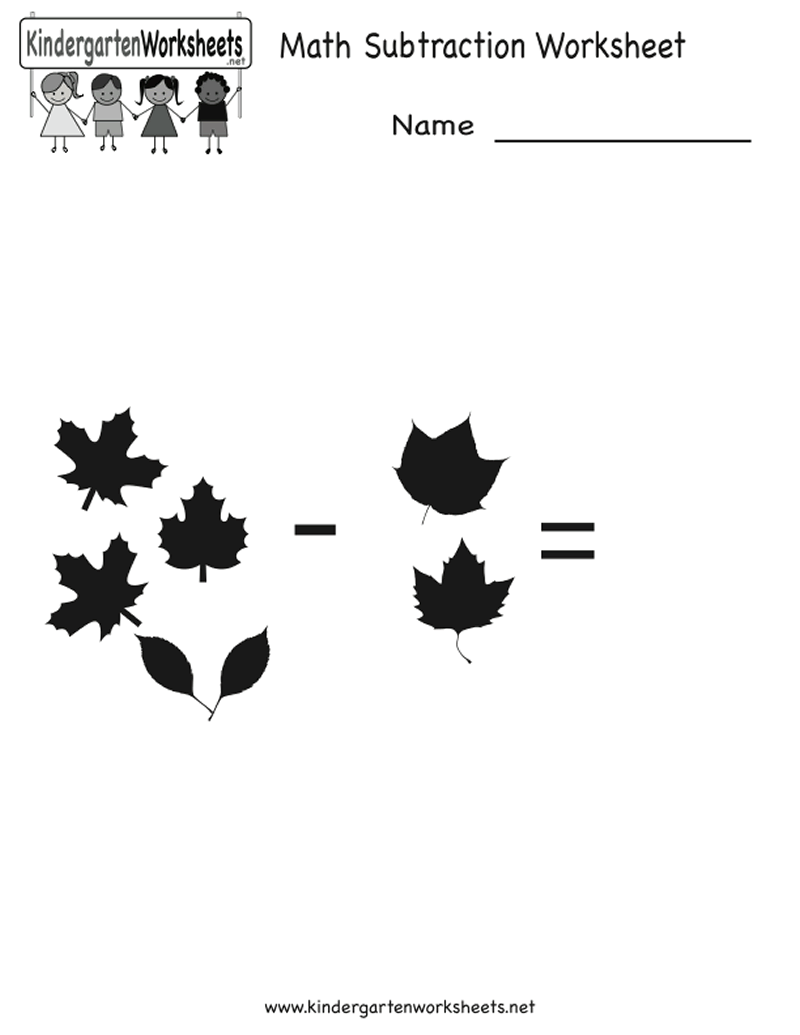 KindergartenWorksheets
.net
Math Subtraction Worksheet
Name
- =
www.kindergartenworksheets.net